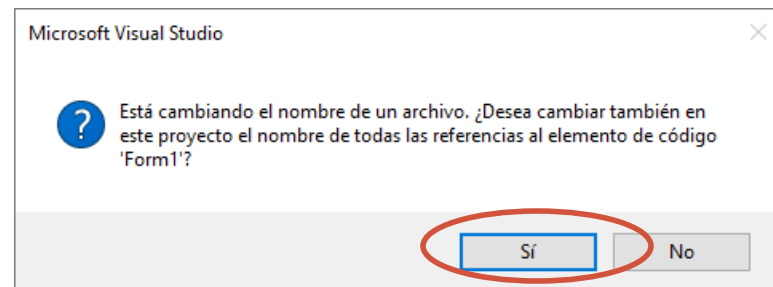 Microsoft Visual Studio
Está cambiando el nombre de un archivo. ¿Desea cambiar también en
este proyecto el nombre de todas las referencias al elemento de código
'Form1'?
Sí No